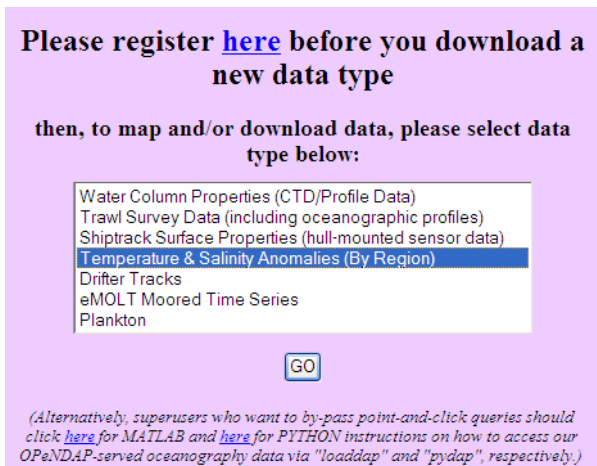 Please register here before you download a
new data type
then, to map and/or download data, please select data
type below:
Water Column Properties (CTD/Profile Data)
Trawl Survey Data (including oceanographic profiles)
Shiptrack Surface Properties (hull-mounted sensor data)
Temperature & Salinity Anomalies (By Region)
Drifter Tracks
eMOLT Moored Time Series
Plankton
GO
(Alternatively, superusers who want to by-pass point-and-click queries should
click here for MATLAB and here for PYTHON instructions on how to access our
OPeNDAP-served oceanography data via "loaddap" and "pydap", respectively.)